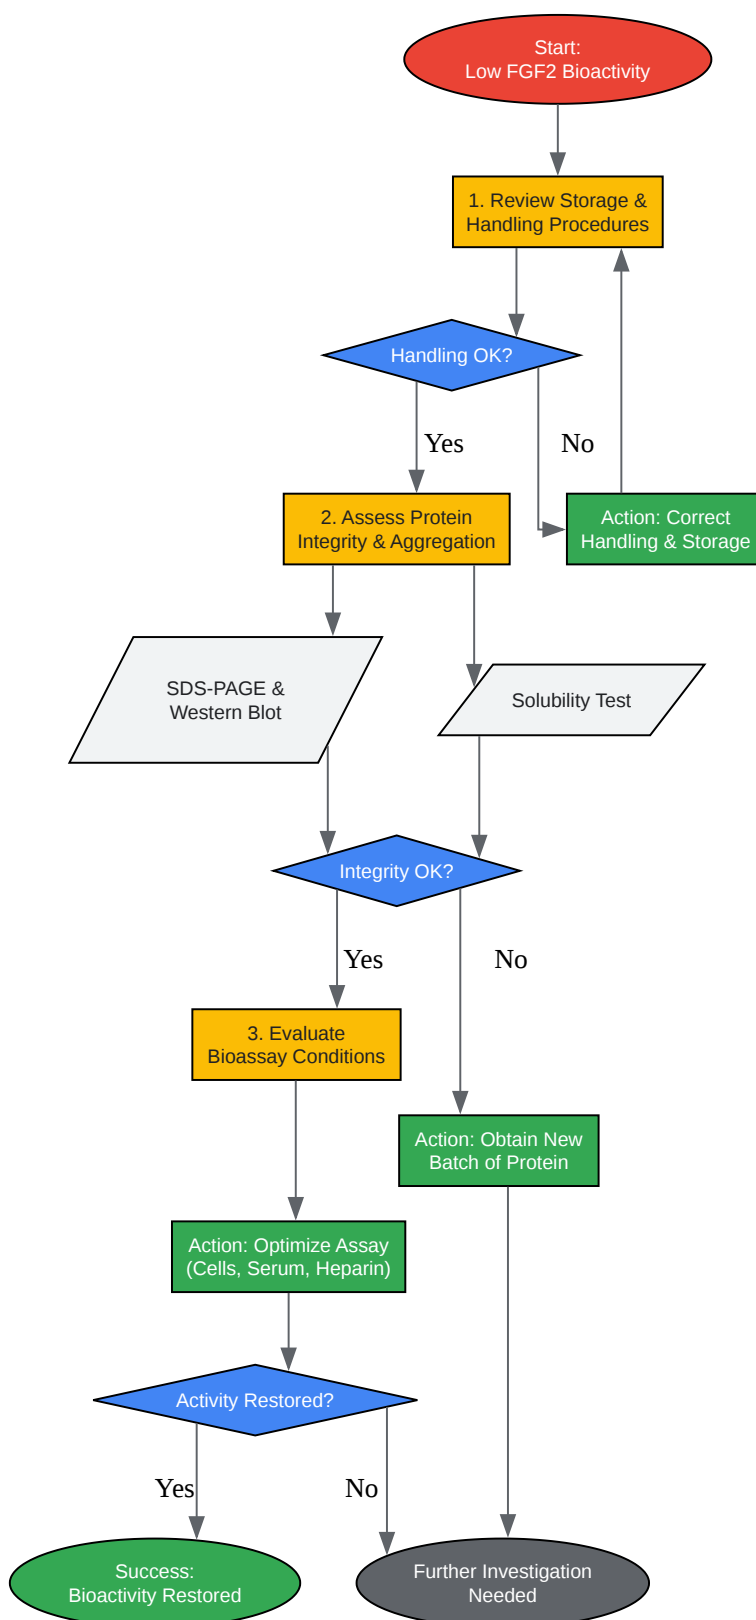 Start:
Low FGF2 Bioactivity
1. Review Storage &
Handling Procedures
Handling OK?
Yes
No
2. Assess Protein
Integrity & Aggregation
Action: Correct
Handling & Storage
SDS-PAGE &
Western Blot
Solubility Test
Integrity OK?
Yes
No
3. Evaluate
Bioassay Conditions
Action: Obtain New
Batch of Protein
Action: Optimize Assay
(Cells, Serum, Heparin)
Activity Restored?
Yes
No
Success:
Bioactivity Restored
Further Investigation
Needed